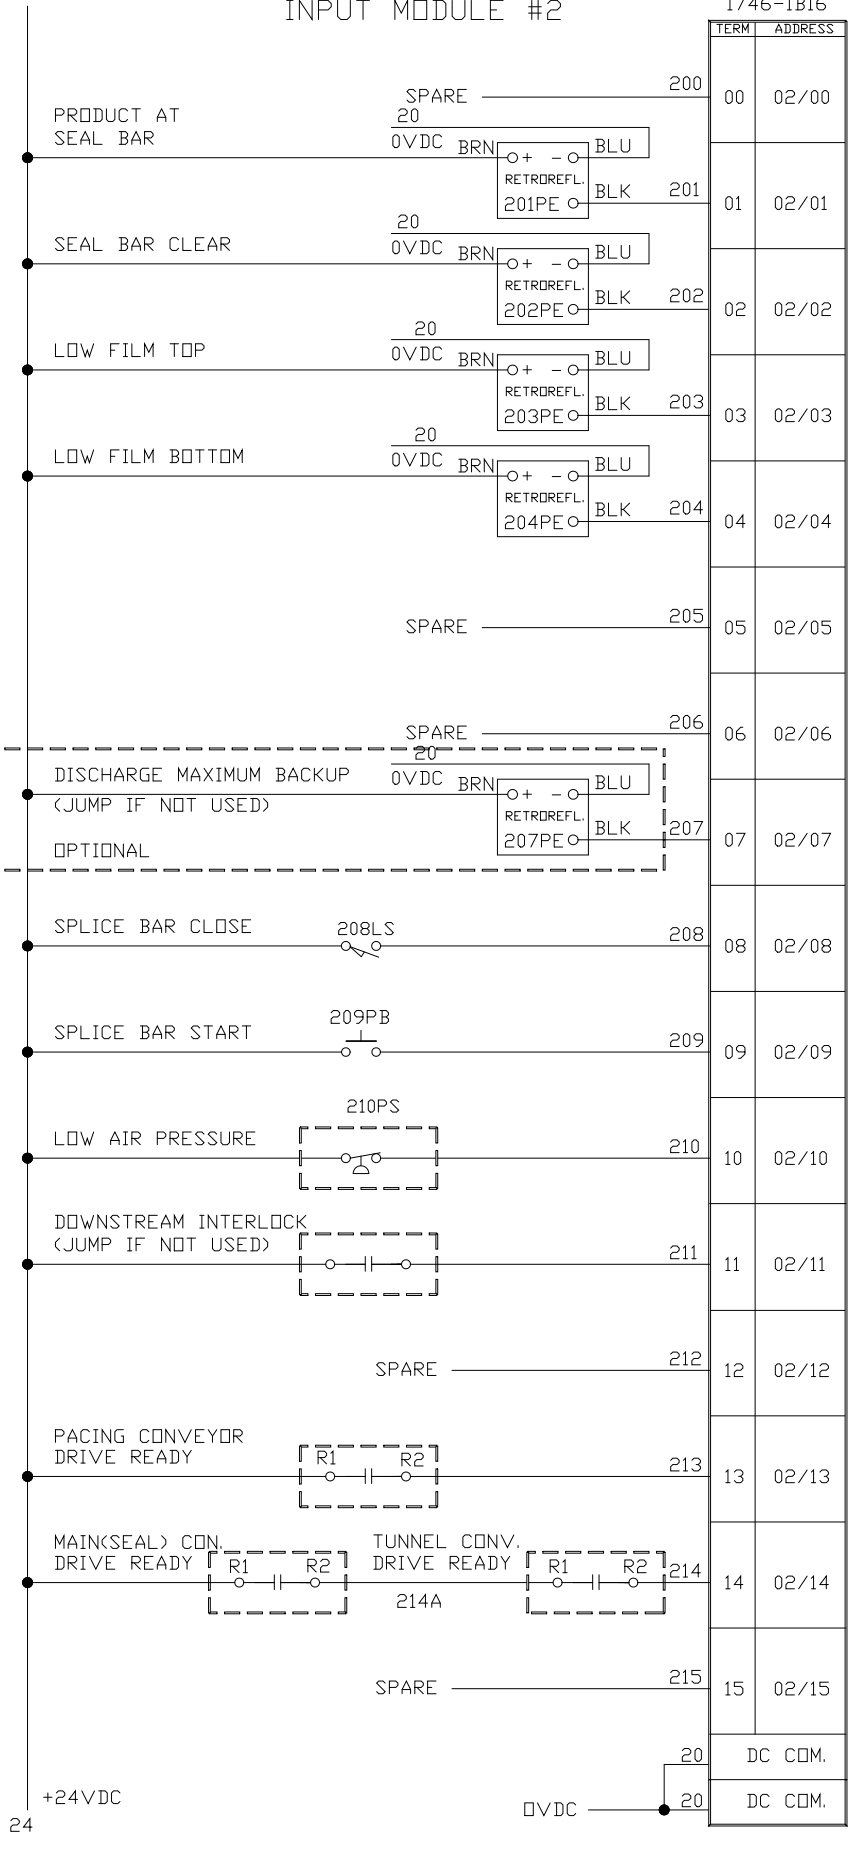 INPUT MODULE #2
1746-IB16
TERM ADDRESS
SPARE 200 00 02/00
PRODUCT AT
SEAL BAR
20
0VDC BRN + - BLU
RETROREFL.
201PE BLK 201 01 02/01
SEAL BAR CLEAR
20
0VDC BRN + - BLU
RETROREFL.
202PE BLK 202 02 02/02
LOW FILM TOP
20
0VDC BRN + - BLU
RETROREFL.
203PE BLK 203 03 02/03
LOW FILM BOTTOM
20
0VDC BRN + - BLU
RETROREFL.
204PE BLK 204 04 02/04
SPARE 205 05 02/05
SPARE 206 06 02/06
DISCHARGE MAXIMUM BACKUP
(JUMP IF NOT USED)
OPTIONAL
20
0VDC BRN + - BLU
RETROREFL.
207PE BLK 207 07 02/07
SPLICE BAR CLOSE 208LS 208 08 02/08
SPLICE BAR START 209PB 209 09 02/09
210PS
LOW AIR PRESSURE 210 10 02/10
DOWNSTREAM INTERLOCK
(JUMP IF NOT USED) 211 11 02/11
SPARE 212 12 02/12
PACING CONVEYOR
DRIVE READY R1 R2 213 13 02/13
MAIN(SEAL) CON.
DRIVE READY R1 R2
TUNNEL CONV.
DRIVE READY R1 R2 214 14 02/14
214A
SPARE 215 15 02/15
20 DC COM.
+24VDC
0VDC 20 DC COM.
24